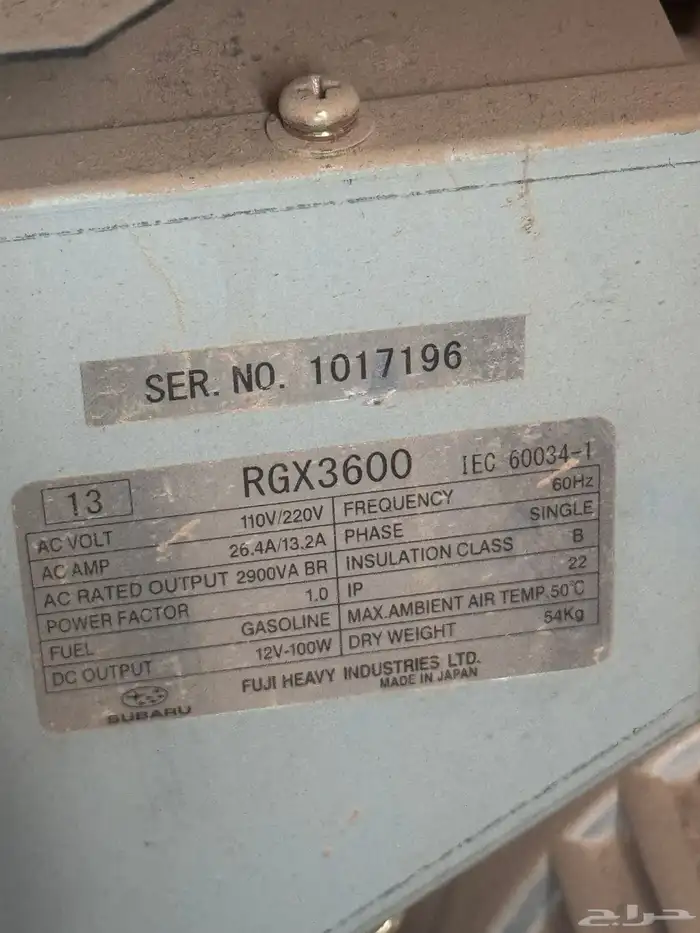 SER. NO. 1017196
13 RGX3600 IEC 60034-1
AC VOLT 110V/220V FREQUENCY 60Hz
AC AMP 26.4A/13.2A PHASE SINGLE
AC RATED OUTPUT 2900VA BR INSULATION CLASS B
POWER FACTOR 1.0 IP 22
FUEL GASOLINE MAX.AMBIENT AIR TEMP. 50°C
DC OUTPUT 12V-100W DRY WEIGHT 54Kg
SUBARU FUJI HEAVY INDUSTRIES LTD.
MADE IN JAPAN
حراج